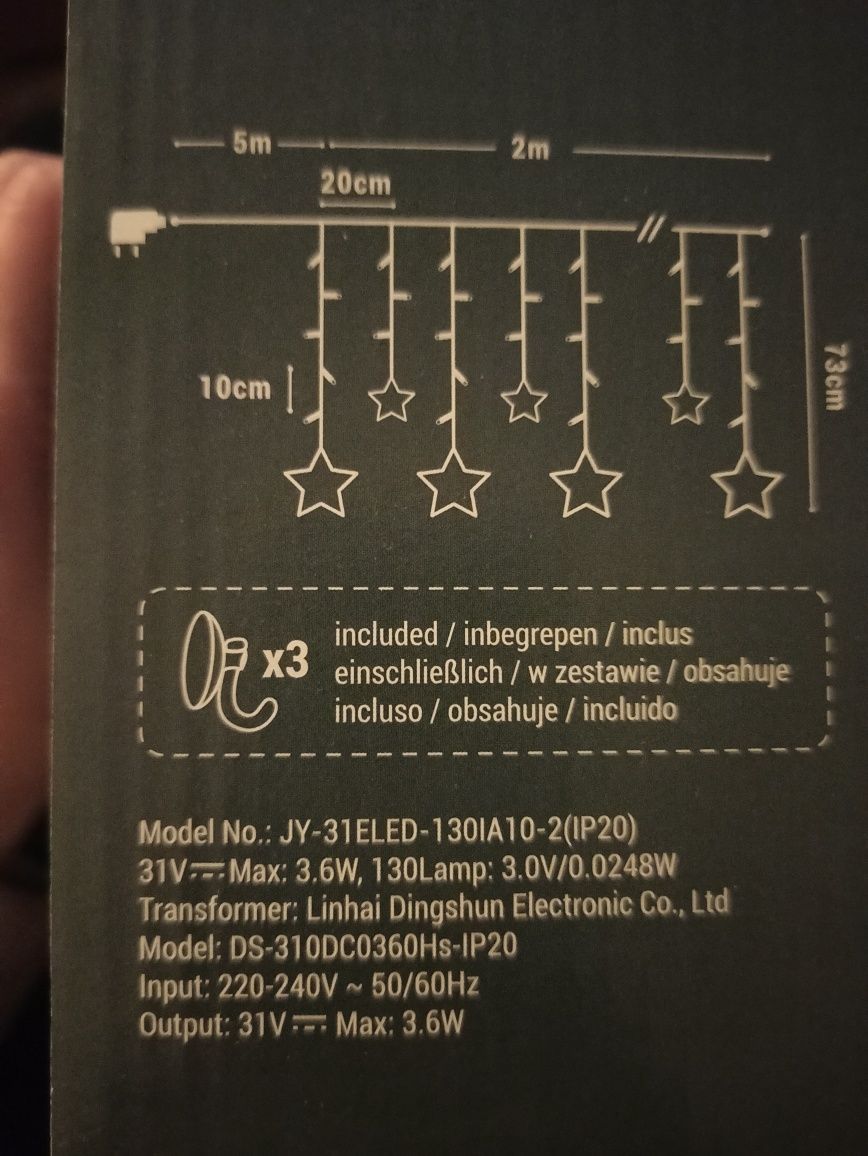 5m 2m
20cm
10cm
73cm
x3
included / inbegrepen / inclus
einschließlich / w zestawie / obsahuje
incluso / obsahuje / incluido
Model No.: JY-31ELED-130IA10-2(IP20)
31V⎓Max: 3.6W, 130Lamp: 3.0V/0.0248W
Transformer: Linhai Dingshun Electronic Co., Ltd
Model: DS-310DC0360Hs-IP20
Input: 220-240V ~ 50/60Hz
Output: 31V⎓ Max: 3.6W